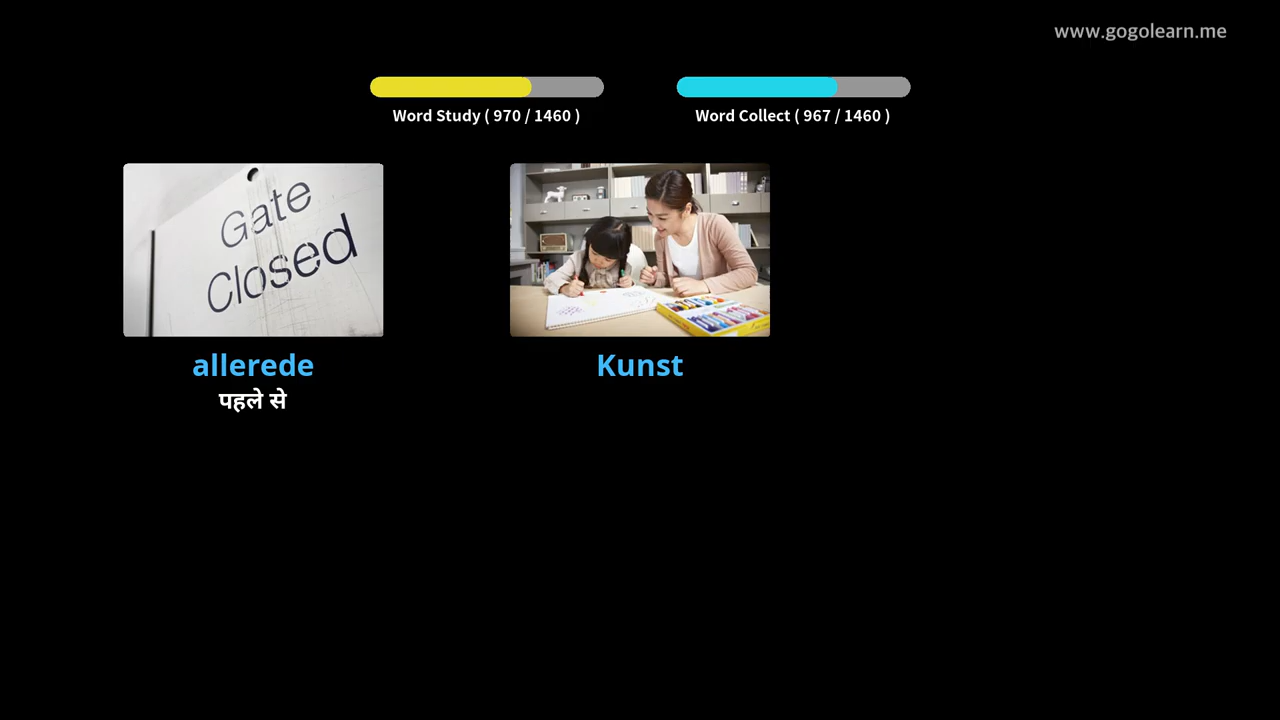 www.gogolearn.me
Word Study ( 970 / 1460 )
Word Collect ( 967 / 1460 )
Gate
Closed
allerede
पहले से
Kunst